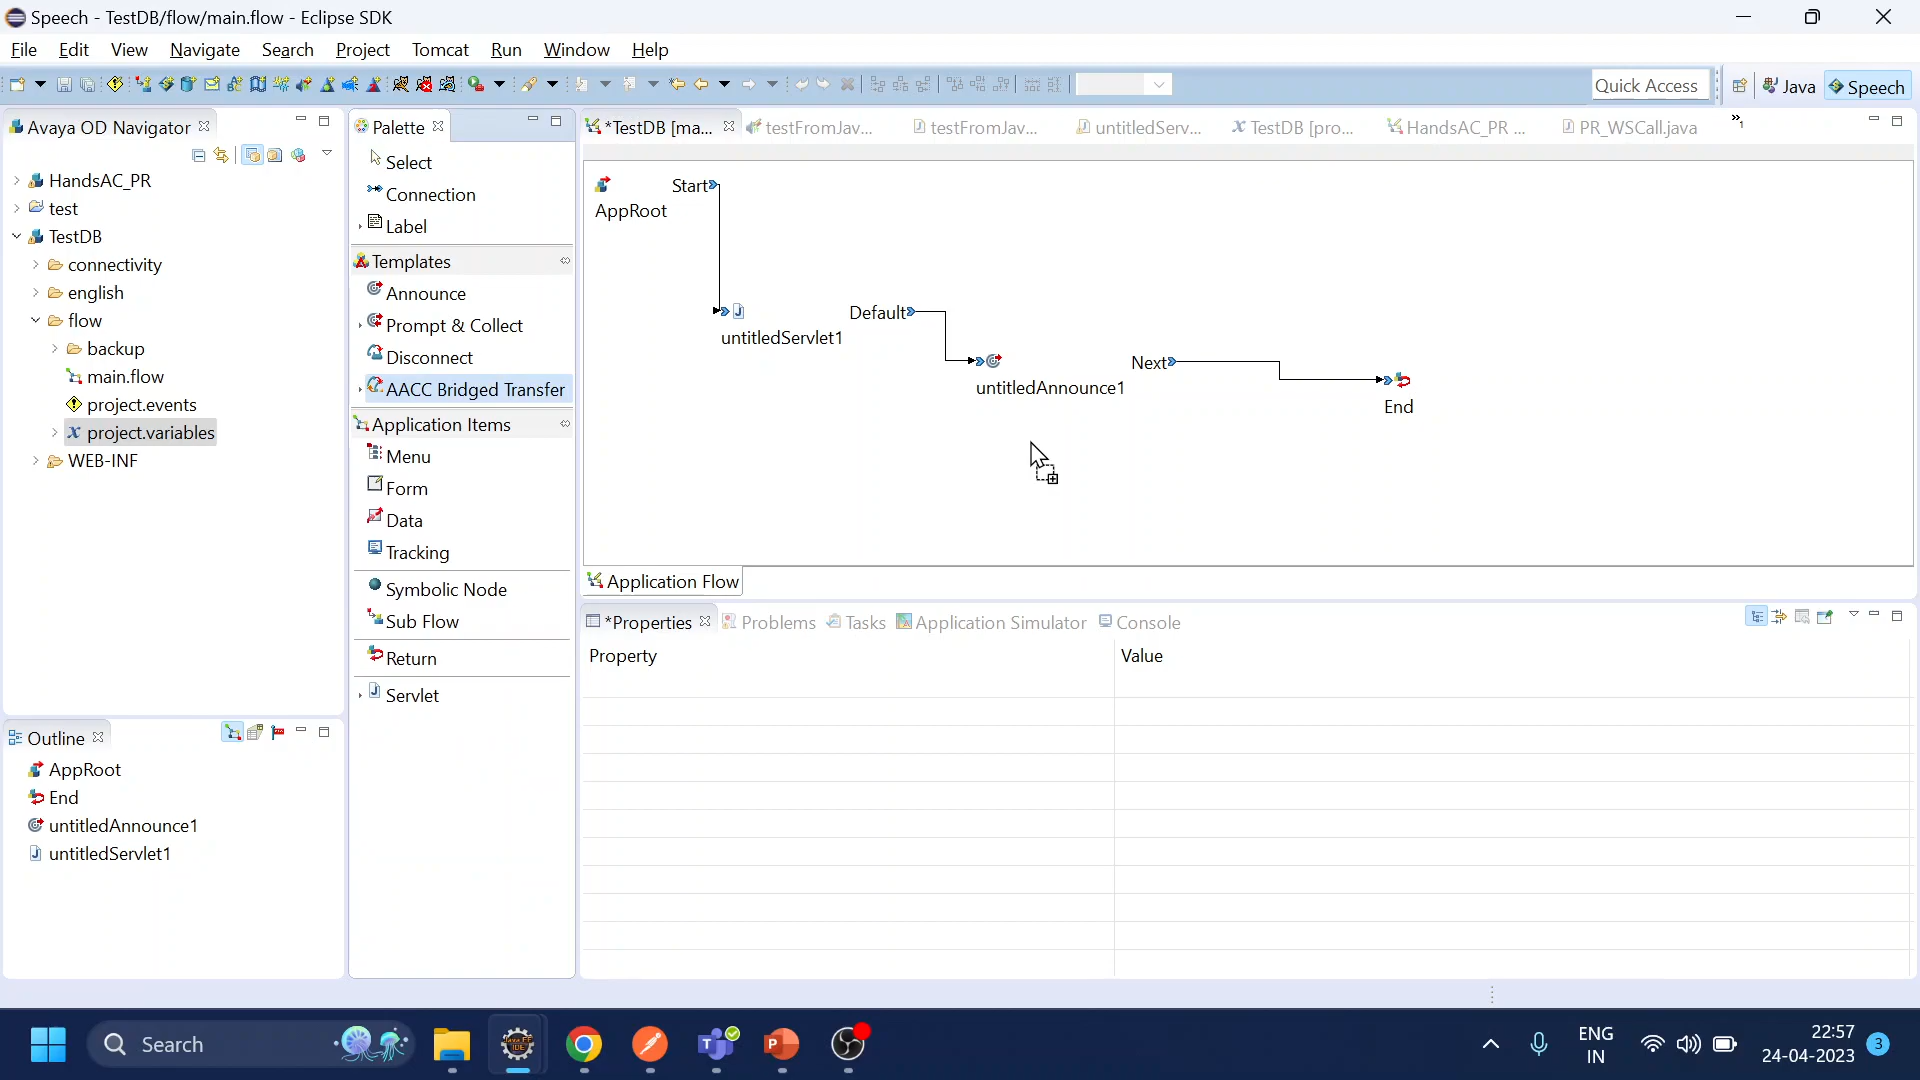 Speech - TestDB/flow/main.flow - Eclipse SDK
File Edit View Navigate Search Project Tomcat Run Window Help
Quick Access Java Speech
Avaya OD Navigator
HandsAC_PR
test
TestDB
connectivity
english
flow
backup
main.flow
project.events
project.variables
WEB-INF
Outline
AppRoot
End
untitledAnnounce1
untitledServlet1
Palette
Select
Connection
Label
Templates
Announce
Prompt & Collect
Disconnect
AACC Bridged Transfer
Application Items
Menu
Form
Data
Tracking
Symbolic Node
Sub Flow
Return
Servlet
*TestDB [ma... testFromJav... testFromJav... untitledServ... TestDB [pro... HandsAC_PR ... PR_WSCall.java »1
AppRoot
Start
untitledServlet1
Default
untitledAnnounce1
Next
End
Application Flow
*Properties Problems Tasks Application Simulator Console
Property Value
Search
ENG
IN
22:57
24-04-2023
3